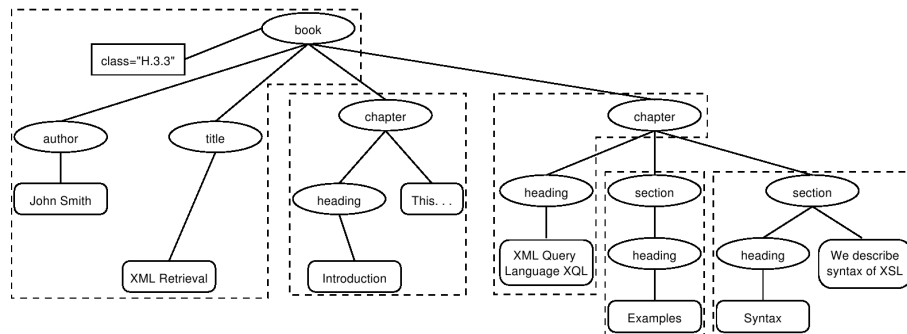 book
class="H.3.3"
author
title
chapter
chapter
John Smith
heading
This. . .
heading
section
section
XML Retrieval
Introduction
XML Query
Language XQL
heading
heading
We describe
syntax of XSL
Examples
Syntax